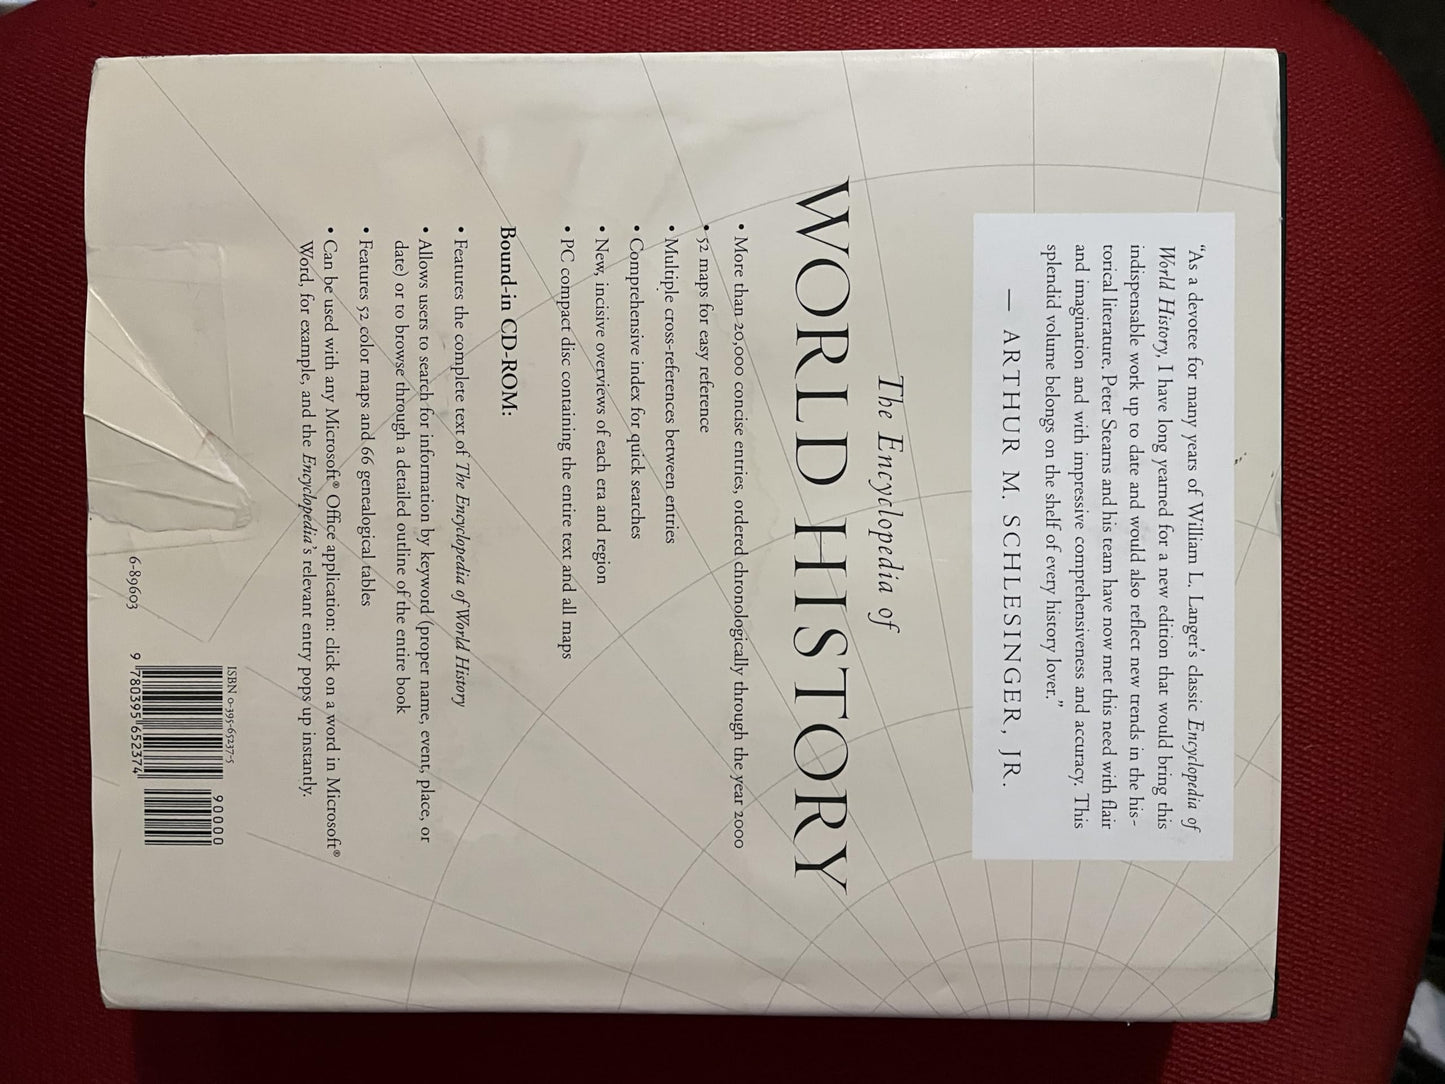 “As a devotee for many years of William L. Langer's classic Encyclopedia of
World History, I have long yearned for a new edition that would bring this
indispensable work up to date and would also reflect new trends in the his-
torical literature. Peter Stearns and his team have now met this need with flair
and imagination and with impressive comprehensiveness and accuracy. This
splendid volume belongs on the shelf of every history lover.”
— ARTHUR M. SCHLESINGER, JR.
The Encyclopedia of
WORLD HISTORY
• More than 20,000 concise entries, ordered chronologically through the year 2000
• 52 maps for easy reference
• Multiple cross-references between entries
• Comprehensive index for quick searches
• New, incisive overviews of each era and region
• PC compact disc containing the entire text and all maps
Bound-in CD-ROM:
• Features the complete text of The Encyclopedia of World History
• Allows users to search for information by keyword (proper name, event, place, or
date) or to browse through a detailed outline of the entire book
• Features 52 color maps and 66 genealogical tables
• Can be used with any Microsoft® Office application: click on a word in Microsoft®
Word, for example, and the Encyclopedia's relevant entry pops up instantly.
ISBN 0-395-65237-5
90000
9 780395 652374
6-89603